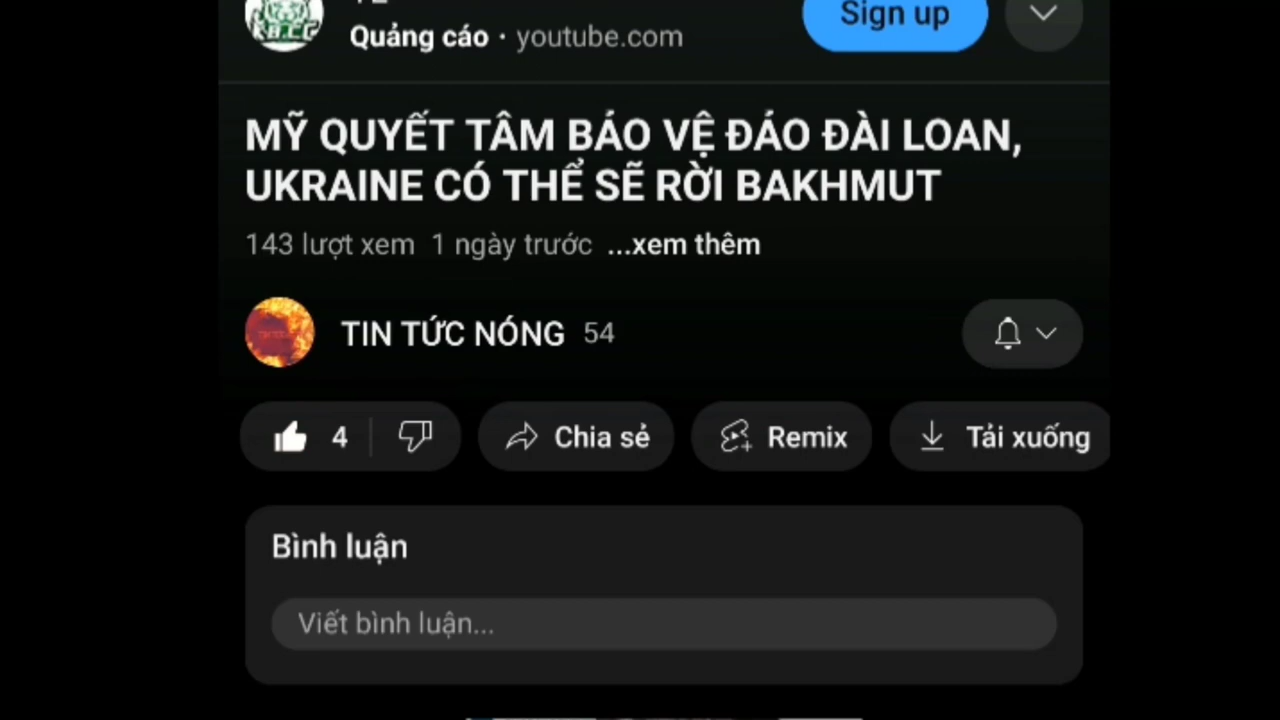 Quảng cáo · youtube.com
Sign up
MỸ QUYẾT TÂM BẢO VỆ ĐẢO ĐÀI LOAN,
UKRAINE CÓ THỂ SẼ RỜI BAKHMUT
143 lượt xem 1 ngày trước ...xem thêm
TIN TỨC NÓNG 54
4
Chia sẻ
Remix
Tải xuống
Bình luận
Viết bình luận...